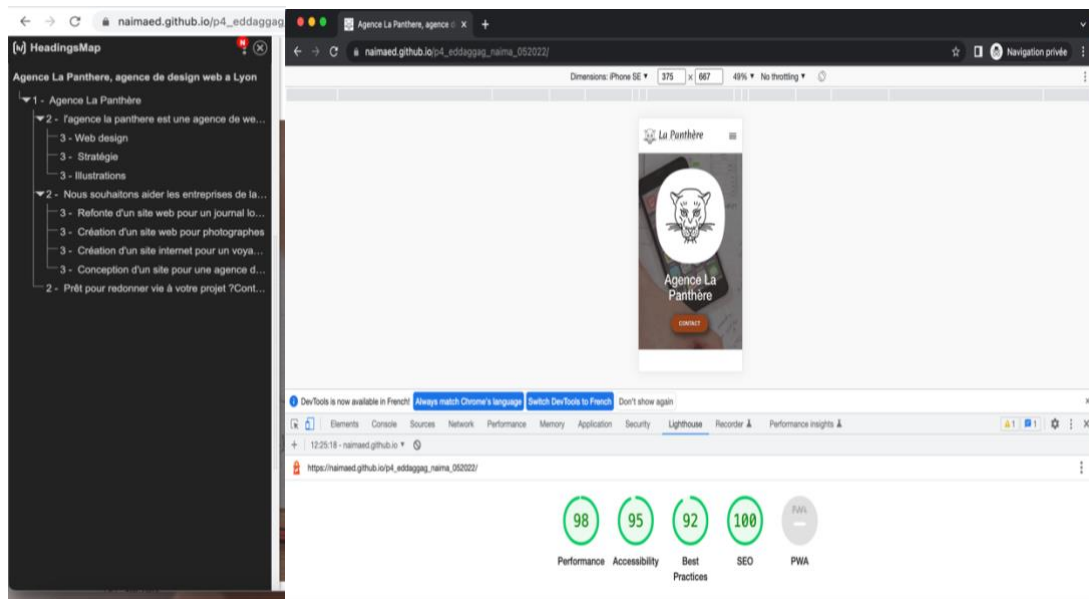 naimaed.github.io/p4_eddaggag
HeadingsMap
Agence La Panthere, agence de design web a Lyon
1 - Agence La Panthère
2 - l'agence la panthere est une agence de we...
3 - Web design
3 - Stratégie
3 - Illustrations
2 - Nous souhaitons aider les entreprises de la...
3 - Refonte d'un site web pour un journal lo...
3 - Création d'un site web pour photographes
3 - Création d'un site internet pour un voya...
3 - Conception d'un site pour une agence d...
2 - Prêt pour redonner vie à votre projet ?Cont...
Agence La Panthere, agence d
naimaed.github.io/p4_eddaggag_naima_052022/
Navigation privée
Dimensions: iPhone SE 375 x 667 49% No throttling
La Panthère
Agence La
Panthère
CONTACT
DevTools is now available in French! Always match Chrome's language Switch DevTools to French Don't show again
Elements Console Sources Network Performance Memory Application Security Lighthouse Recorder Performance insights 1 1
12:25:18 - naimaed.github.io
https://naimaed.github.io/p4_eddaggag_naima_052022/
98 95 92 100 PWA
Performance Accessibility Best Practices SEO PWA